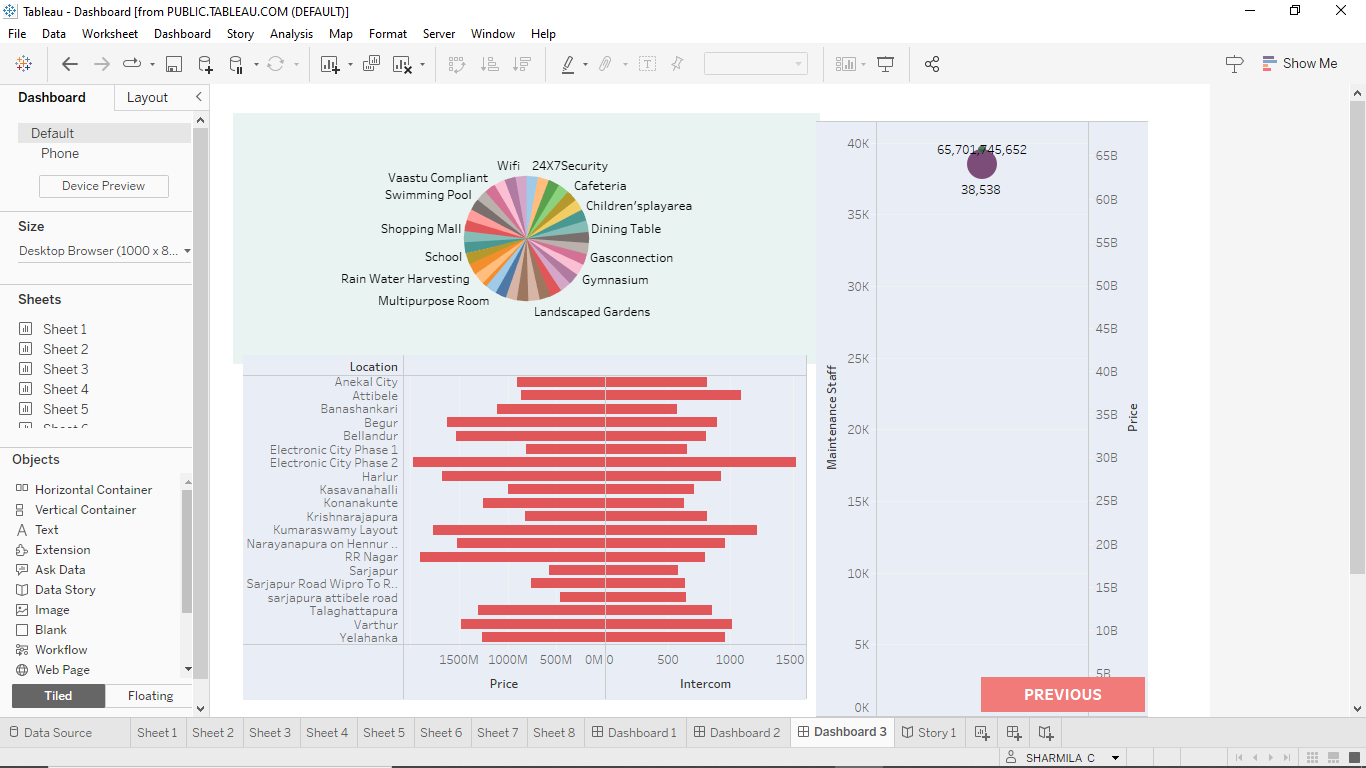 Tableau - Dashboard [from PUBLIC.TABLEAU.COM (DEFAULT)]
File Data Worksheet Dashboard Story Analysis Map Format Server Window Help
Show Me
Dashboard Layout
Default
Phone
Device Preview
Size
Desktop Browser (1000 x 8...
Sheets
Sheet 1
Sheet 2
Sheet 3
Sheet 4
Sheet 5
Objects
Horizontal Container
Vertical Container
Text
Extension
Ask Data
Data Story
Image
Blank
Workflow
Web Page
Tiled Floating
Wifi 24X7Security
Vaastu Compliant Cafeteria
Swimming Pool Children'splayarea
Shopping Mall Dining Table
School Gasconnection
Rain Water Harvesting Gymnasium
Multipurpose Room
Landscaped Gardens
Location
Anekal City
Attibele
Banashankari
Begur
Bellandur
Electronic City Phase 1
Electronic City Phase 2
Harlur
Kasavanahalli
Konanakunte
Krishnarajapura
Kumaraswamy Layout
Narayanapura on Hennur ..
RR Nagar
Sarjapur
Sarjapur Road Wipro To R..
sarjapura attibele road
Talaghattapura
Varthur
Yelahanka
1500M 1000M 500M 0M 0 500 1000 1500
Price Intercom
40K
35K
30K
25K
20K
15K
10K
5K
0K
Maintenance Staff
65,701,745,652
38,538
65B
60B
55B
50B
45B
40B
35B
30B
25B
20B
15B
10B
5B
Price
PREVIOUS
Data Source Sheet 1 Sheet 2 Sheet 3 Sheet 4 Sheet 5 Sheet 6 Sheet 7 Sheet 8 Dashboard 1 Dashboard 2 Dashboard 3 Story 1
SHARMILA C